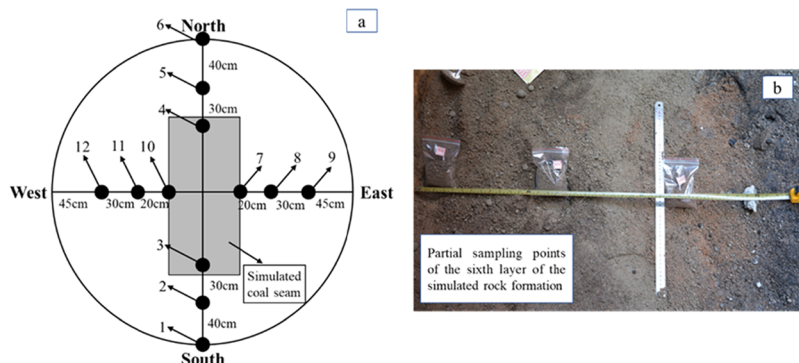 North
a
6
40cm
5
30cm
4
12
11
10
7
8
9
West
East
45cm
30cm
20cm
20cm
30cm
45cm
3
Simulated
coal seam
30cm
2
40cm
1
South
b
Partial sampling points
of the sixth layer of the
simulated rock formation